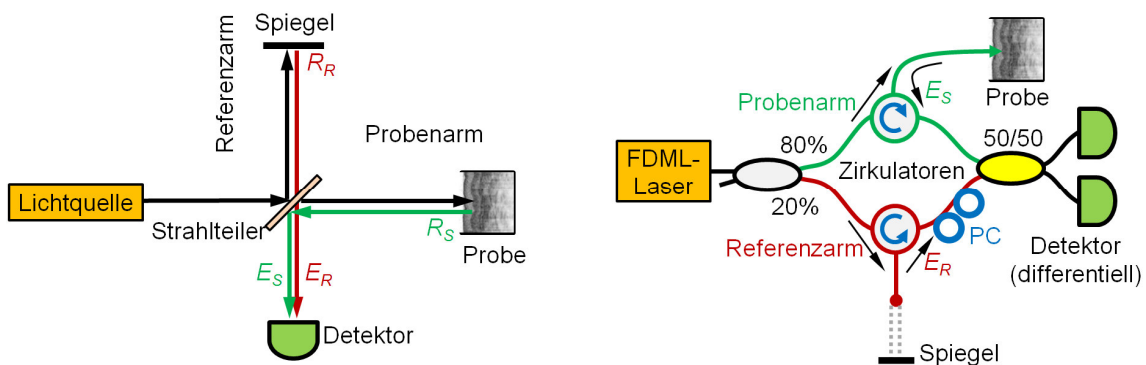 Spiegel
Referenzarm
R_R
Probenarm
Lichtquelle
Strahlteiler
R_S
Probe
E_S
E_R
Detektor
Probenarm
E_S
Probe
80%
50/50
FDML-
Laser
Zirkulatoren
20%
Referenzarm
E_R
PC
Detektor
(differentiell)
Spiegel